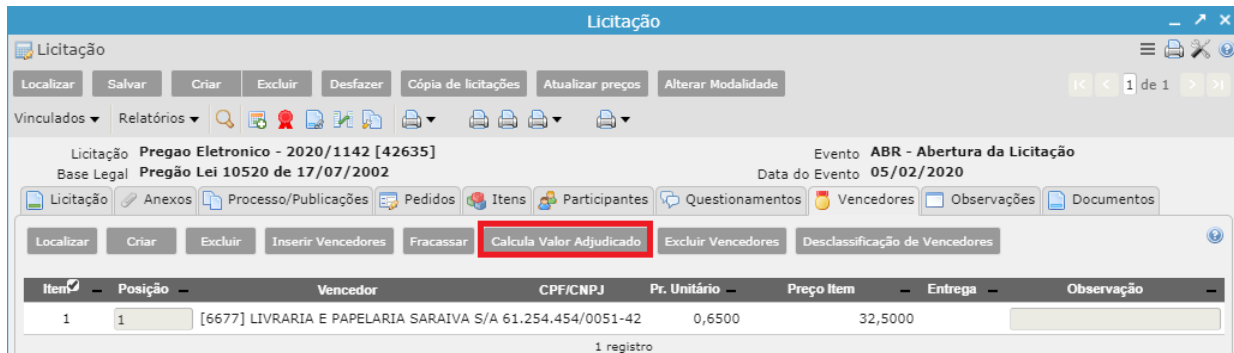 Licitação
Licitação
Localizar Salvar Criar Excluir Desfazer Cópia de licitações Atualizar preços Alterar Modalidade 1 de 1
Vinculados Relatórios
Licitação Pregao Eletronico - 2020/1142 [42635] Evento ABR - Abertura da Licitação
Base Legal Pregão Lei 10520 de 17/07/2002 Data do Evento 05/02/2020
Licitação Anexos Processo/Publicações Pedidos Itens Participantes Questionamentos Vencedores Observações Documentos
Localizar Criar Excluir Inserir Vencedores Fracassar Calcula Valor Adjudicado Excluir Vencedores Desclassificação de Vencedores
Item Posição Vencedor CPF/CNPJ Pr. Unitário Preço Item Entrega Observação
1 1 [6677] LIVRARIA E PAPELARIA SARAIVA S/A 61.254.454/0051-42 0,6500 32,5000
1 registro